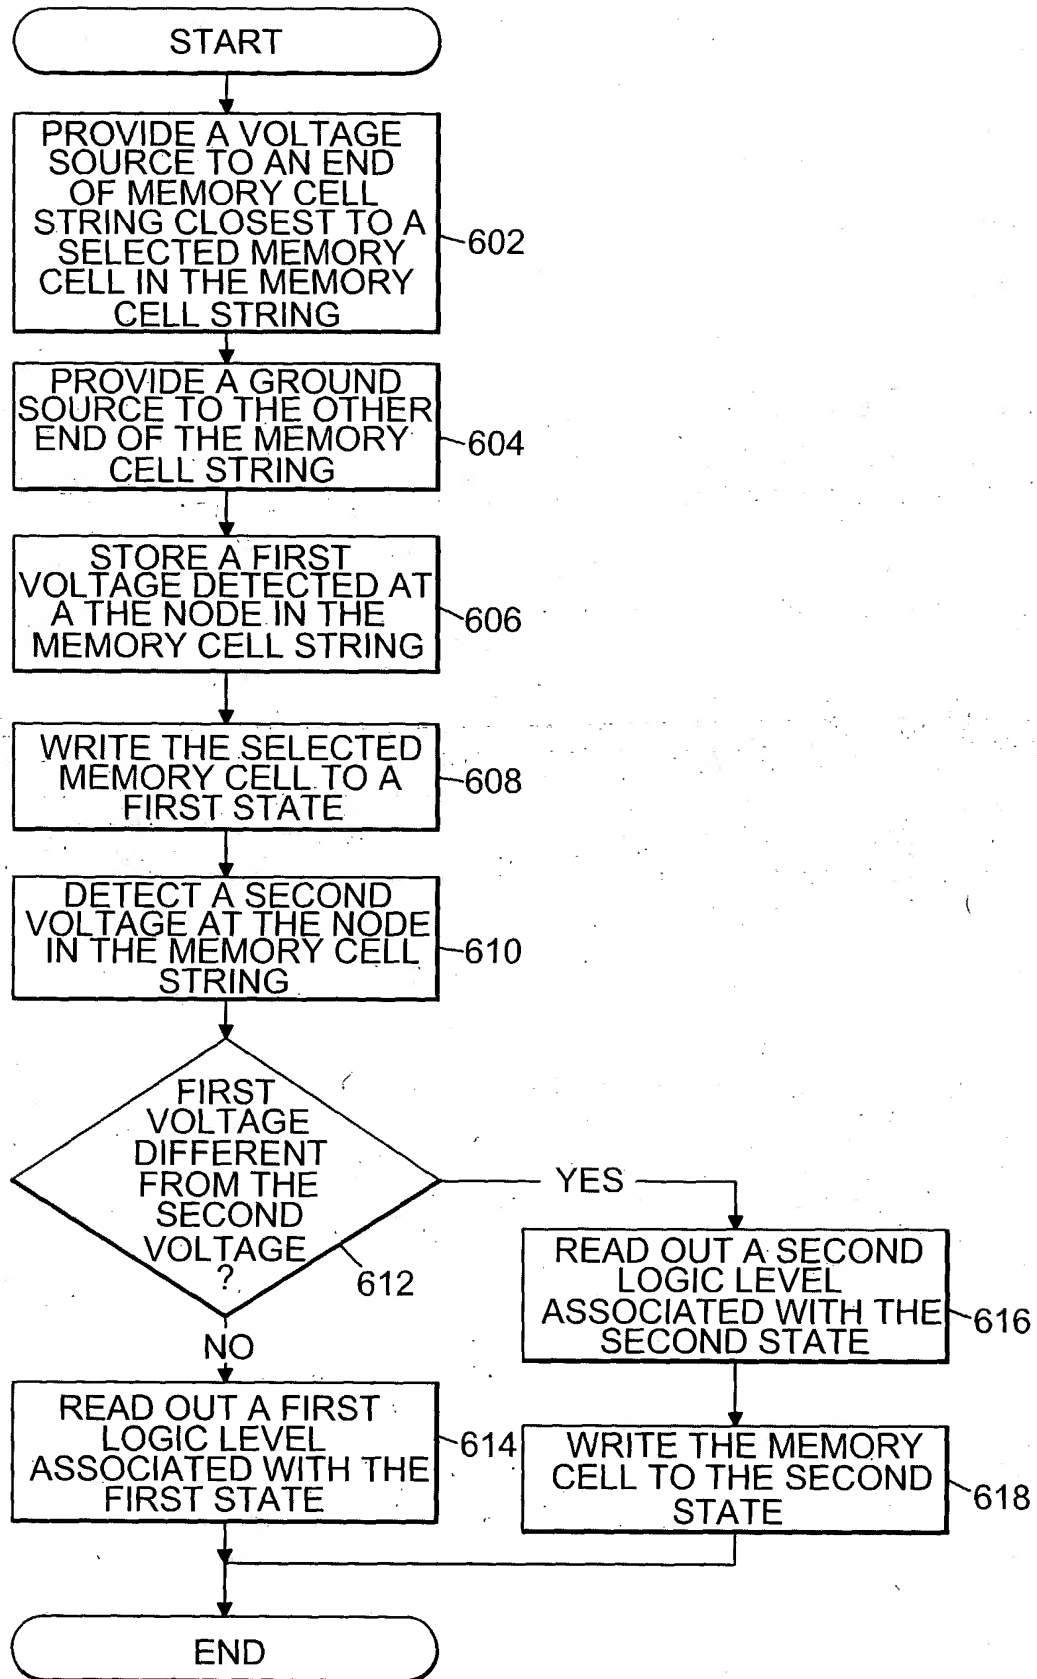 START
PROVIDE A VOLTAGE
SOURCE TO AN END
OF MEMORY CELL
STRING CLOSEST TO A
SELECTED MEMORY
CELL IN THE MEMORY
CELL STRING
602
PROVIDE A GROUND
SOURCE TO THE OTHER
END OF THE MEMORY
CELL STRING
604
STORE A FIRST
VOLTAGE DETECTED AT
A THE NODE IN THE
MEMORY CELL STRING
606
WRITE THE SELECTED
MEMORY CELL TO A
FIRST STATE
608
DETECT A SECOND
VOLTAGE AT THE NODE
IN THE MEMORY CELL
STRING
610
FIRST
VOLTAGE
DIFFERENT
FROM THE
SECOND
VOLTAGE
?
612
YES
READ OUT A SECOND
LOGIC LEVEL
ASSOCIATED WITH THE
SECOND STATE
616
NO
READ OUT A FIRST
LOGIC LEVEL
ASSOCIATED WITH THE
FIRST STATE
614
WRITE THE MEMORY
CELL TO THE SECOND
STATE
618
END